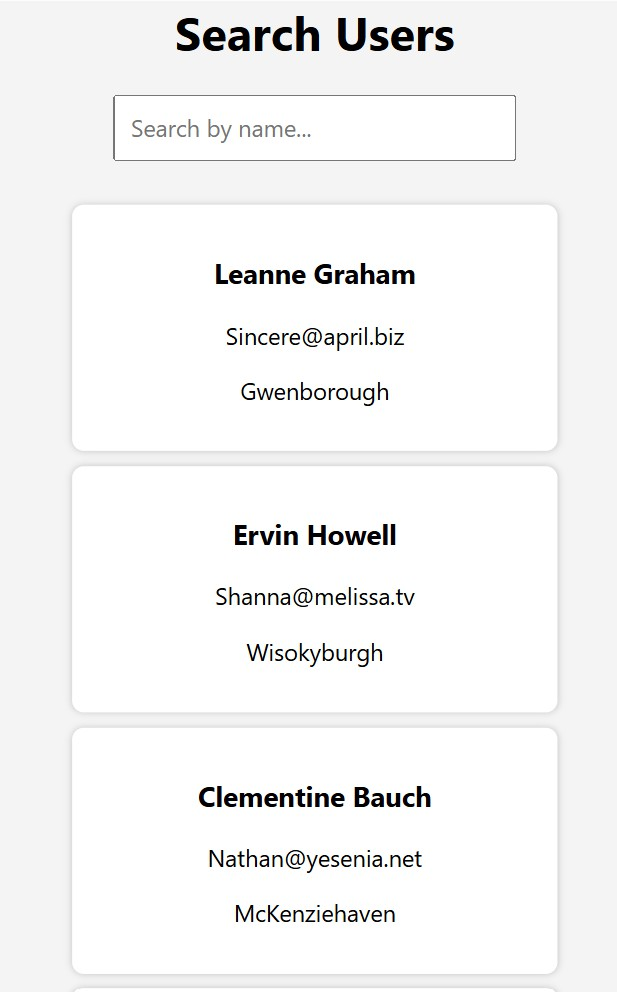 Search Users
Search by name...
Leanne Graham
Sincere@april.biz
Gwenborough
Ervin Howell
Shanna@melissa.tv
Wisokyburgh
Clementine Bauch
Nathan@yesenia.net
McKenziehaven